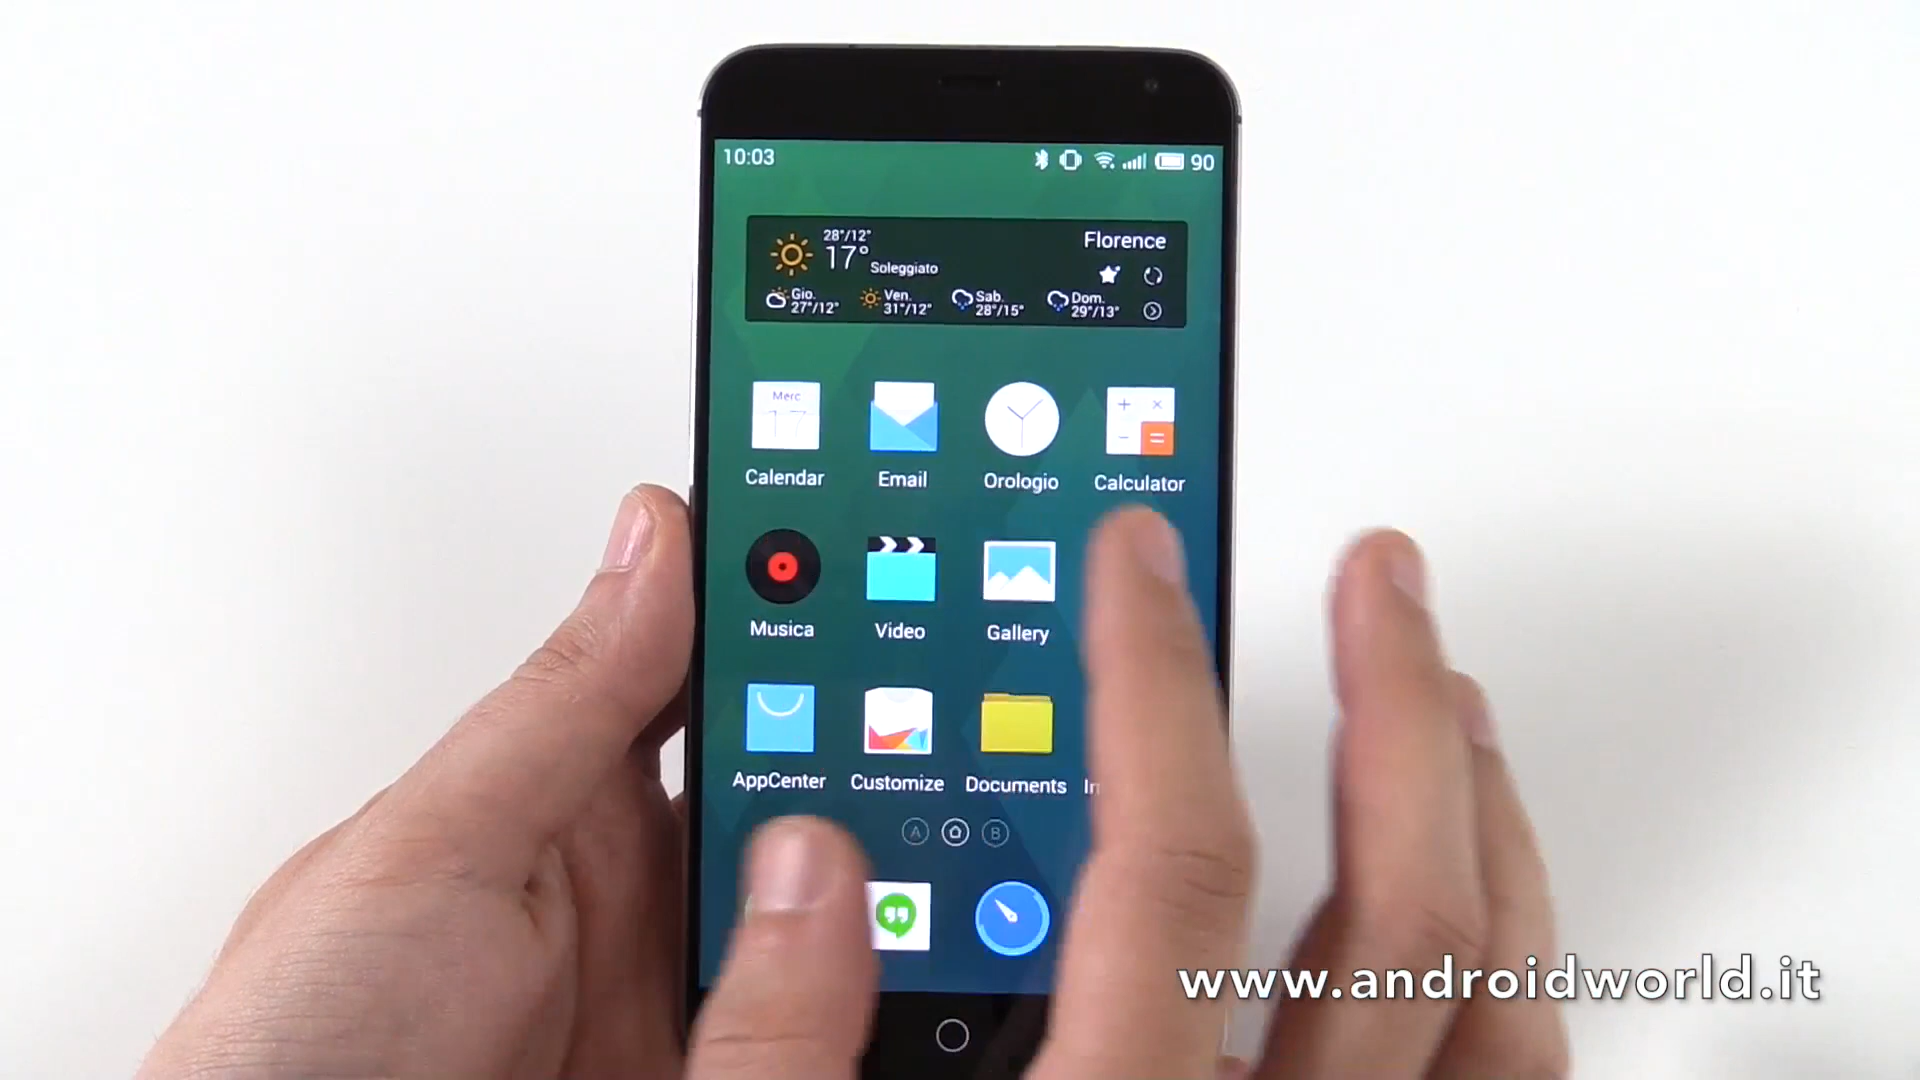 10:03
90
28°/12°
17°
Soleggiato
Florence
Gio.
27°/12°
Ven.
31°/12°
Sab.
28°/15°
Dom.
29°/13°
Merc
17
Calendar
Email
Orologio
Calculator
Musica
Video
Gallery
AppCenter
Customize
Documents
A
B
www.androidworld.it